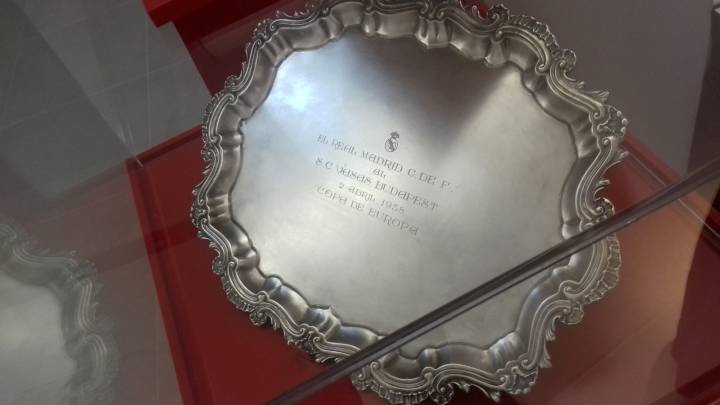 EL REAL MADRID C. DE F.
AL
S.C. VASAS BUDAPEST
2 ABRIL 1958
COPA DE EUROPA